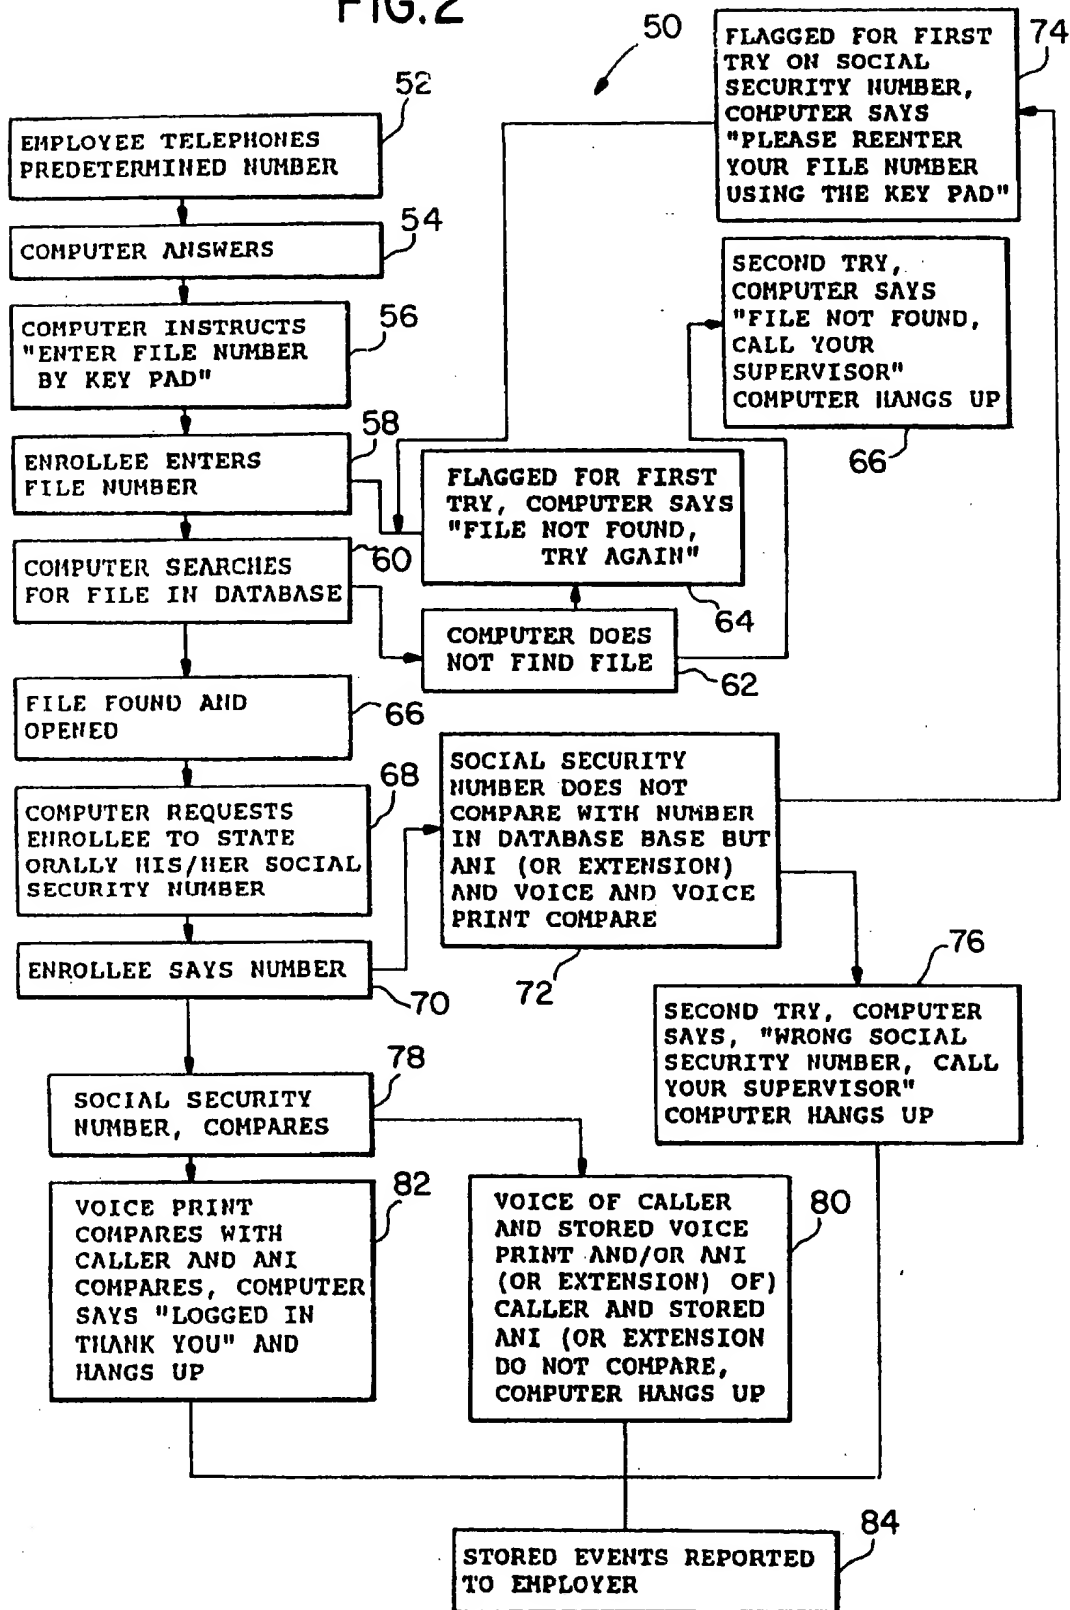 FIG.2
50
52
EMPLOYEE TELEPHONES
PREDETERMINED NUMBER
54
COMPUTER ANSWERS
56
COMPUTER INSTRUCTS
"ENTER FILE NUMBER
BY KEY PAD"
58
ENROLLEE ENTERS
FILE NUMBER
60
COMPUTER SEARCHES
FOR FILE IN DATABASE
COMPUTER DOES
NOT FIND FILE
62
FLAGGED FOR FIRST
TRY, COMPUTER SAYS
"FILE NOT FOUND,
TRY AGAIN"
64
SECOND TRY,
COMPUTER SAYS
"FILE NOT FOUND,
CALL YOUR
SUPERVISOR"
COMPUTER HANGS UP
66
74
FLAGGED FOR FIRST
TRY ON SOCIAL
SECURITY NUMBER,
COMPUTER SAYS
"PLEASE REENTER
YOUR FILE NUMBER
USING THE KEY PAD"
FILE FOUND AND
OPENED
66
68
COMPUTER REQUESTS
ENROLLEE TO STATE
ORALLY HIS/HER SOCIAL
SECURITY NUMBER
ENROLLEE SAYS NUMBER
70
SOCIAL SECURITY
NUMBER DOES NOT
COMPARE WITH NUMBER
IN DATABASE BASE BUT
ANI (OR EXTENSION)
AND VOICE AND VOICE
PRINT COMPARE
72
76
SECOND TRY, COMPUTER
SAYS, "WRONG SOCIAL
SECURITY NUMBER, CALL
YOUR SUPERVISOR"
COMPUTER HANGS UP
78
SOCIAL SECURITY
NUMBER, COMPARES
82
VOICE PRINT
COMPARES WITH
CALLER AND ANI
COMPARES, COMPUTER
SAYS "LOGGED IN
THANK YOU" AND
HANGS UP
80
VOICE OF CALLER
AND STORED VOICE
PRINT AND/OR ANI
(OR EXTENSION) OF)
CALLER AND STORED
ANI (OR EXTENSION
DO NOT COMPARE,
COMPUTER HANGS UP
84
STORED EVENTS REPORTED
TO EMPLOYER